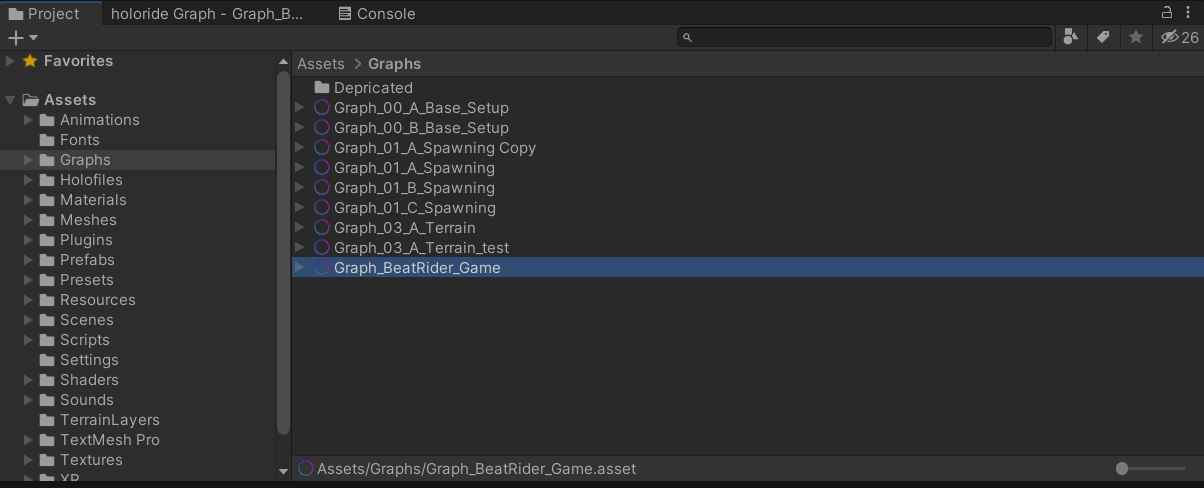 Project
holoride Graph - Graph_B...
Console
26
Favorites
Assets
Animations
Fonts
Graphs
Holofiles
Materials
Meshes
Plugins
Prefabs
Presets
Resources
Scenes
Scripts
Settings
Shaders
Sounds
TerrainLayers
TextMesh Pro
Textures
XR
Assets > Graphs
Depricated
Graph_00_A_Base_Setup
Graph_00_B_Base_Setup
Graph_01_A_Spawning Copy
Graph_01_A_Spawning
Graph_01_B_Spawning
Graph_01_C_Spawning
Graph_03_A_Terrain
Graph_03_A_Terrain_test
Graph_BeatRider_Game
Assets/Graphs/Graph_BeatRider_Game.asset